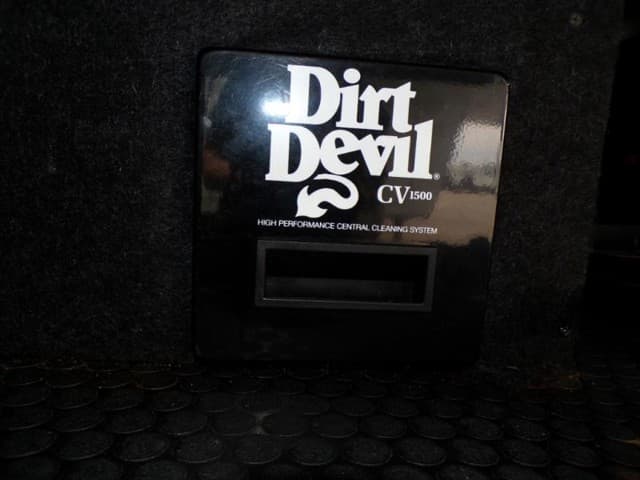 Dirt
Devil®
CV1500
HIGH PERFORMANCE CENTRAL CLEANING SYSTEM